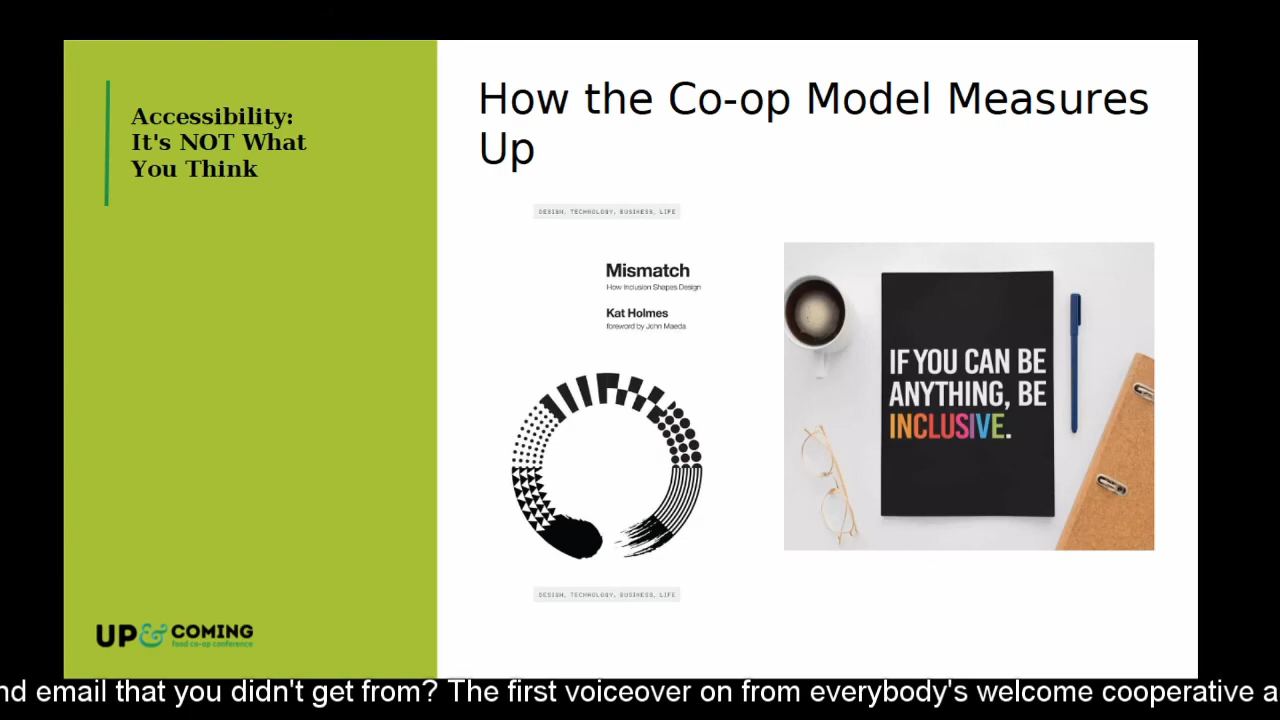 Accessibility:
It's NOT What
You Think
How the Co-op Model Measures
Up
DESIGN, TECHNOLOGY, BUSINESS, LIFE
Mismatch
How Inclusion Shapes Design
Kat Holmes
foreword by John Maeda
DESIGN, TECHNOLOGY, BUSINESS, LIFE
IF YOU CAN BE
ANYTHING, BE
INCLUSIVE.
UP & COMING
food co-op conference
nd email that you didn't get from? The first voiceover on from everybody's welcome cooperative a